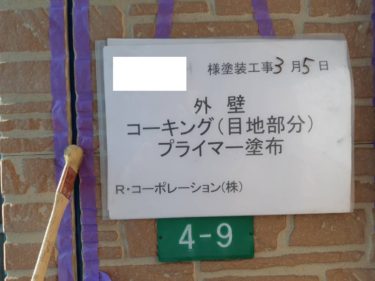 様塗装工事3月5日
外壁
コーキング(目地部分)
プライマー塗布
R・コーポレーション(株)
4-9